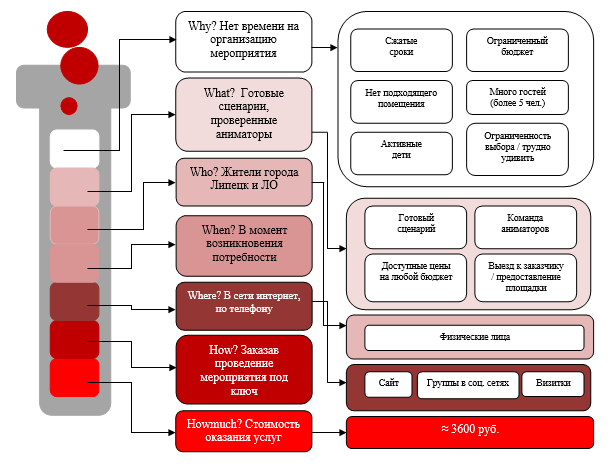 Why? Нет времени на
организацию
мероприятия
Сжатые
сроки
Ограниченный
бюджет
Нет подходящего
помещения
Много гостей
(более 5 чел.)
Активные
дети
Ограниченность
выбора / трудно
удивить
What? Готовые
сценарии,
проверенные
аниматоры
Готовый
сценарий
Команда
аниматоров
Доступные цены
на любой бюджет
Выезд к заказчику
/ предоставление
площадки
Who? Жители города
Липецк и ЛО
Физические лица
When? В момент
возникновения
потребности
Where? В сети интернет,
по телефону
Сайт
Группы в соц. сетях
Визитки
How? Заказав
проведение
мероприятия под
ключ
Howmuch? Стоимость
оказания услуг
≈ 3600 руб.